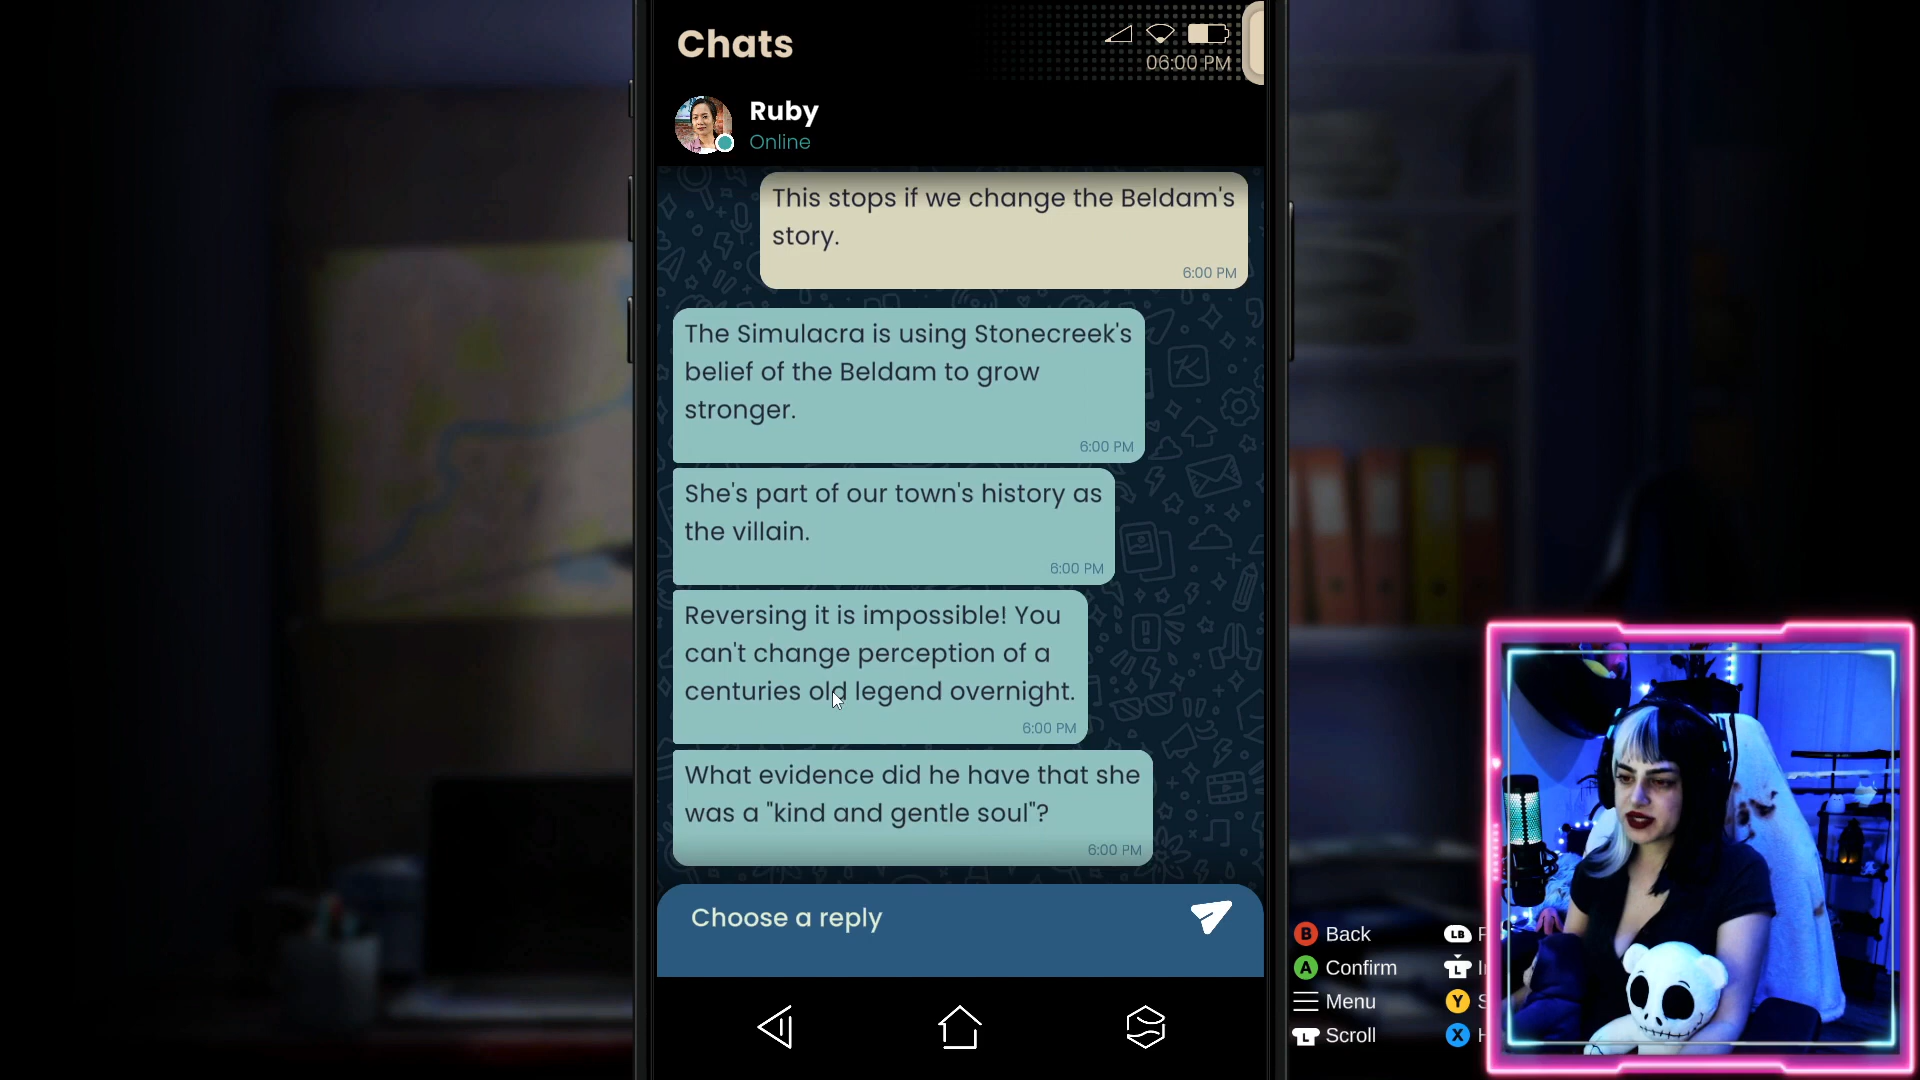 Chats
06:00 PM
Ruby
Online
This stops if we change the Beldam's
story.
6:00 PM
The Simulacra is using Stonecreek's
belief of the Beldam to grow
stronger.
6:00 PM
She's part of our town's history as
the villain.
6:00 PM
Reversing it is impossible! You
can't change perception of a
centuries old legend overnight.
6:00 PM
What evidence did he have that she
was a "kind and gentle soul"?
6:00 PM
Choose a reply
B Back
LB
A Confirm
L
Menu
Y
L Scroll
X